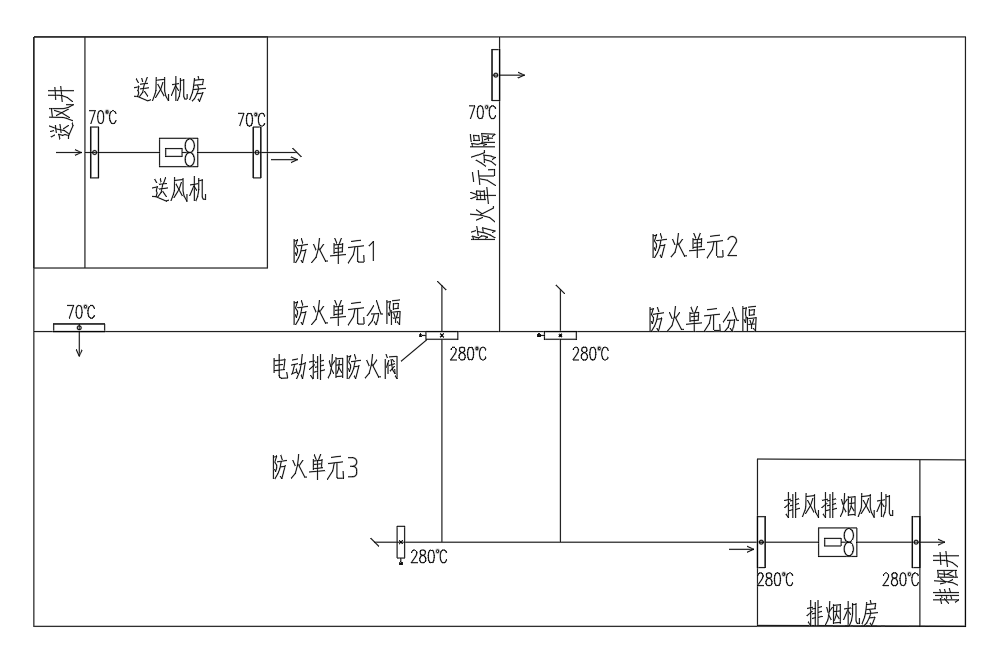 送风井
送风机房
70℃
70℃
送风机
70℃
防火单元分隔
防火单元1
防火单元2
70℃
防火单元分隔
防火单元分隔
280℃
280℃
电动排烟防火阀
防火单元3
280℃
排风排烟风机
280℃
280℃
排烟井
排烟机房